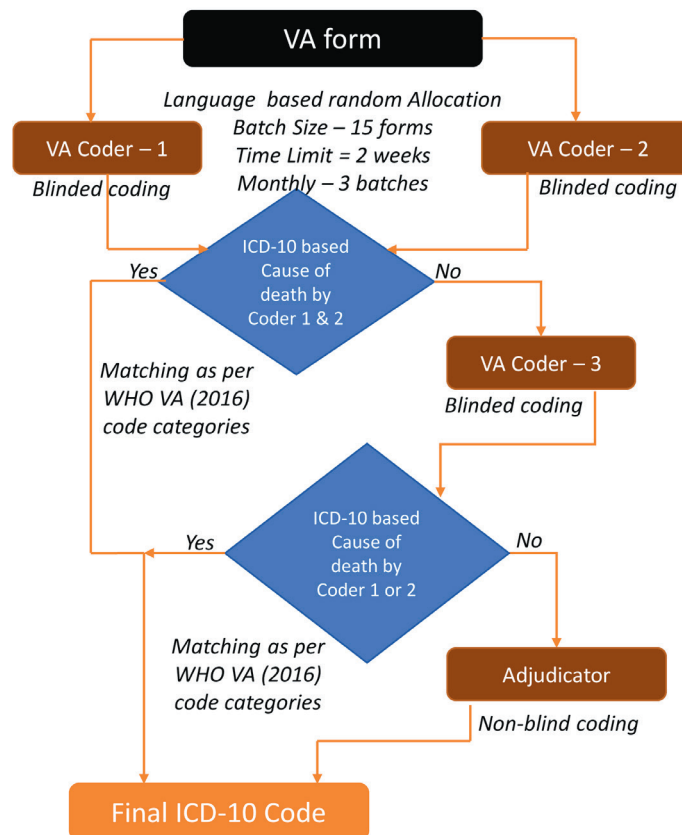 VA form
Language based random Allocation
Batch Size – 15 forms
Time Limit = 2 weeks
Monthly – 3 batches
VA Coder – 1
Blinded coding
VA Coder – 2
Blinded coding
ICD-10 based
Cause of
death by
Coder 1 & 2
Yes
No
Matching as per
WHO VA (2016)
code categories
VA Coder – 3
Blinded coding
ICD-10 based
Cause of
death by
Coder 1 or 2
Yes
No
Matching as per
WHO VA (2016)
code categories
Adjudicator
Non-blind coding
Final ICD-10 Code